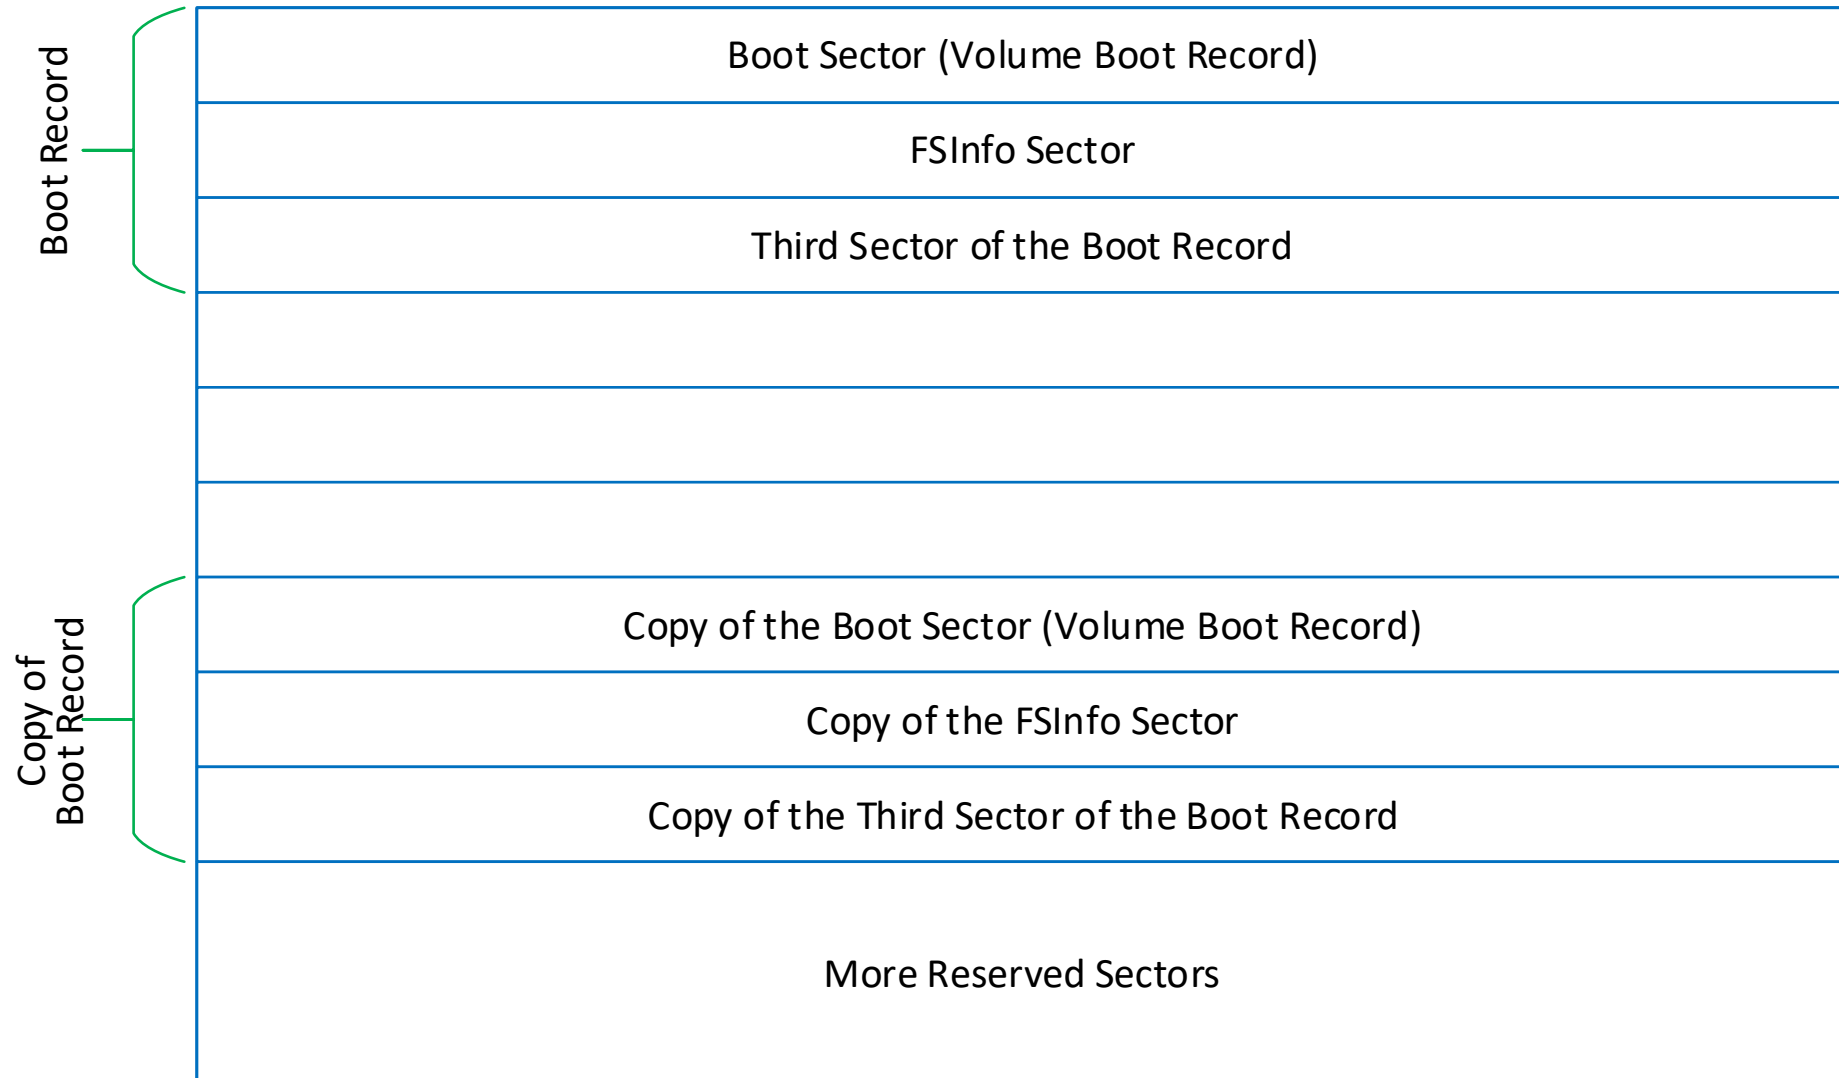 Boot Record
Boot Sector (Volume Boot Record)
FSInfo Sector
Third Sector of the Boot Record
Copy of
Boot Record
Copy of the Boot Sector (Volume Boot Record)
Copy of the FSInfo Sector
Copy of the Third Sector of the Boot Record
More Reserved Sectors